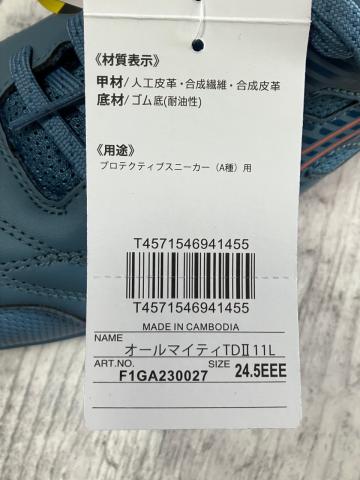 《材質表示》
甲材/人工皮革・合成繊維・合成皮革
底材/ゴム底(耐油性)
《用途》
プロテクティブスニーカー（A種）用
T4571546941455
T4571546941455
MADE IN CAMBODIA
NAME オールマイティTDⅡ11L
ART.NO. F1GA230027 24.5EEE